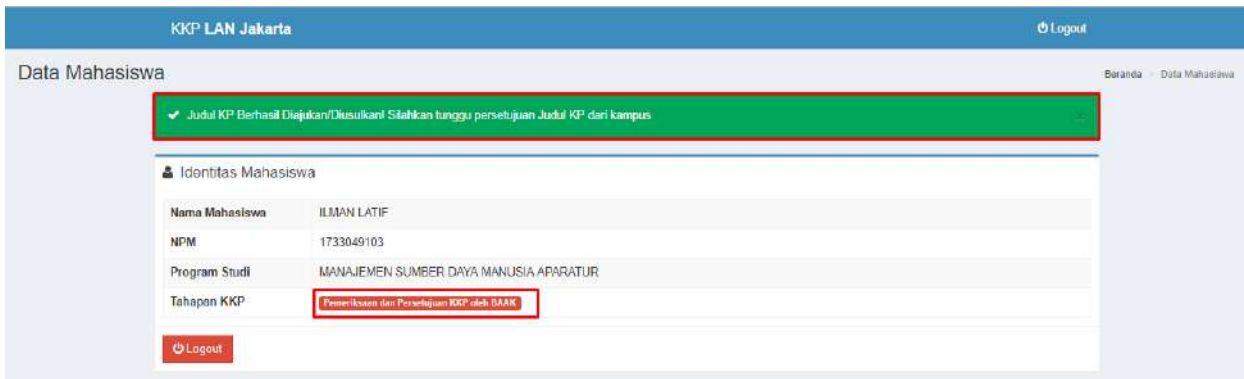 KKP LAN Jakarta Logout
Data Mahasiswa Beranda > Data Mahasiswa
Judul KP Berhasil Diajukan/Diusulkan! Silahkan tunggu persetujuan Judul KP dari kampus
Identitas Mahasiswa
Nama Mahasiswa ILMAN LATIF
NPM 1733049103
Program Studi MANAJEMEN SUMBER DAYA MANUSIA APARATUR
Tahapan KKP Pemeriksaan dan Persetujuan KKP oleh BAAK
Logout